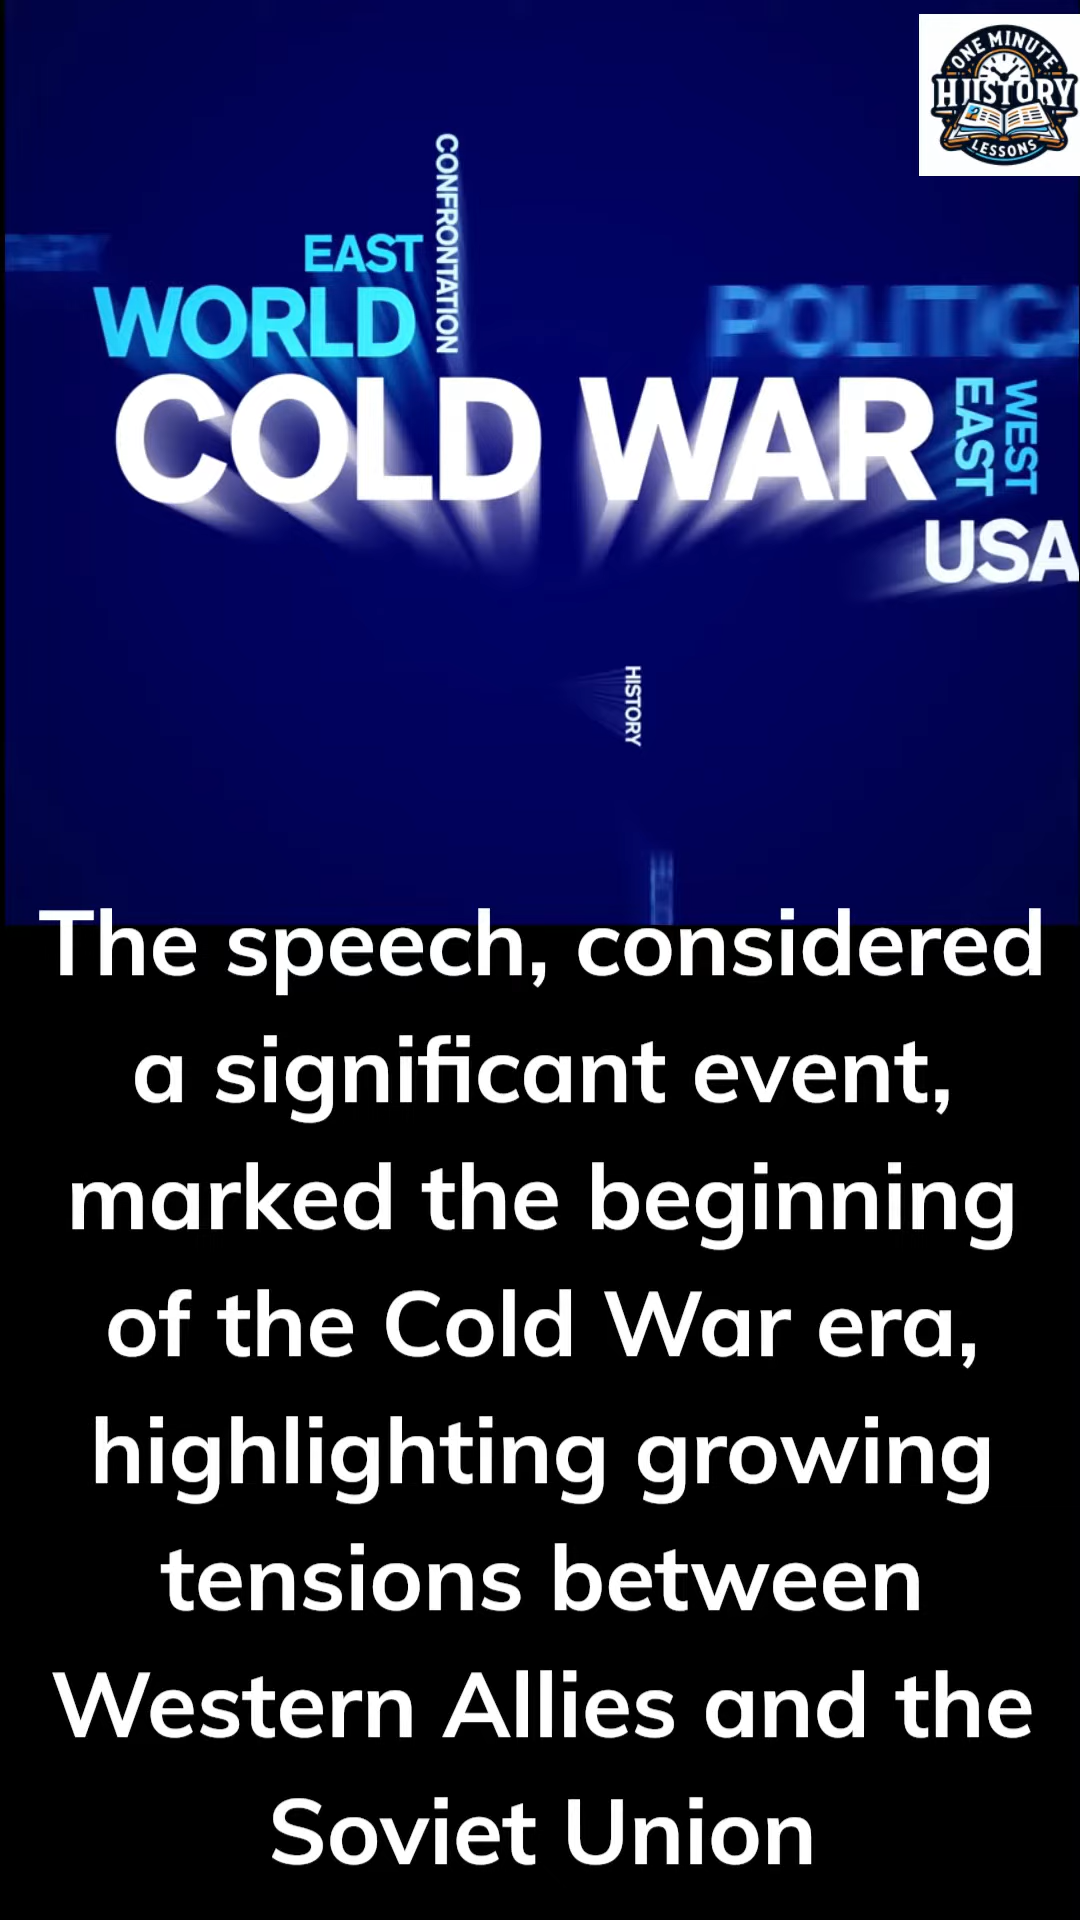 ONE MINUTE
HISTORY
LESSONS
CONFRONTATION
EAST
WORLD
COLD WAR
EAST
WEST
USA
HISTORY
The speech, considered
a significant event,
marked the beginning
of the Cold War era,
highlighting growing
tensions between
Western Allies and the
Soviet Union